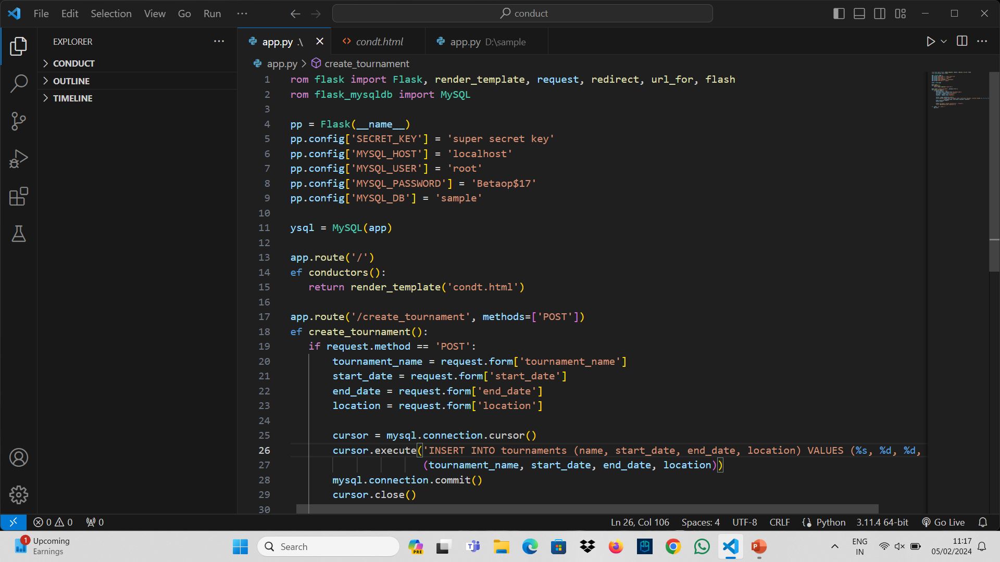 File Edit Selection View Go Run ···
conduct
EXPLORER ···
CONDUCT
OUTLINE
TIMELINE
app.py .\
condt.html
app.py D:\sample
app.py > create_tournament
1 rom flask import Flask, render_template, request, redirect, url_for, flash
2 rom flask_mysqldb import MySQL
3
4 pp = Flask(__name__)
5 pp.config['SECRET_KEY'] = 'super secret key'
6 pp.config['MYSQL_HOST'] = 'localhost'
7 pp.config['MYSQL_USER'] = 'root'
8 pp.config['MYSQL_PASSWORD'] = 'Betaop$17'
9 pp.config['MYSQL_DB'] = 'sample'
10
11 ysql = MySQL(app)
12
13 app.route('/')
14 ef conductors():
15 return render_template('condt.html')
16
17 app.route('/create_tournament', methods=['POST'])
18 ef create_tournament():
19 if request.method == 'POST':
20 tournament_name = request.form['tournament_name']
21 start_date = request.form['start_date']
22 end_date = request.form['end_date']
23 location = request.form['location']
24
25 cursor = mysql.connection.cursor()
26 cursor.execute('INSERT INTO tournaments (name, start_date, end_date, location) VALUES (%s, %d, %d,
27 (tournament_name, start_date, end_date, location))
28 mysql.connection.commit()
29 cursor.close()
30
0 0 0
Ln 26, Col 106 Spaces: 4 UTF-8 CRLF Python 3.11.4 64-bit Go Live
1 Upcoming
Earnings
Search
PRE
ENG
IN
11:17
05/02/2024